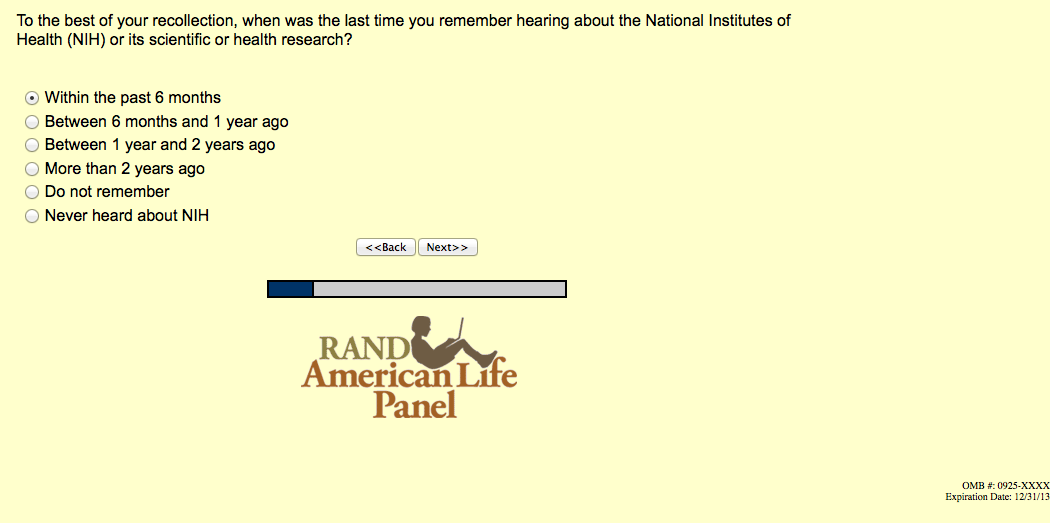 To the best of your recollection, when was the last time you remember hearing about the National Institutes of
Health (NIH) or its scientific or health research?
Within the past 6 months
Between 6 months and 1 year ago
Between 1 year and 2 years ago
More than 2 years ago
Do not remember
Never heard about NIH
<<Back Next>>
RAND
American Life
Panel
OMB #: 0925-XXXX
Expiration Date: 12/31/13